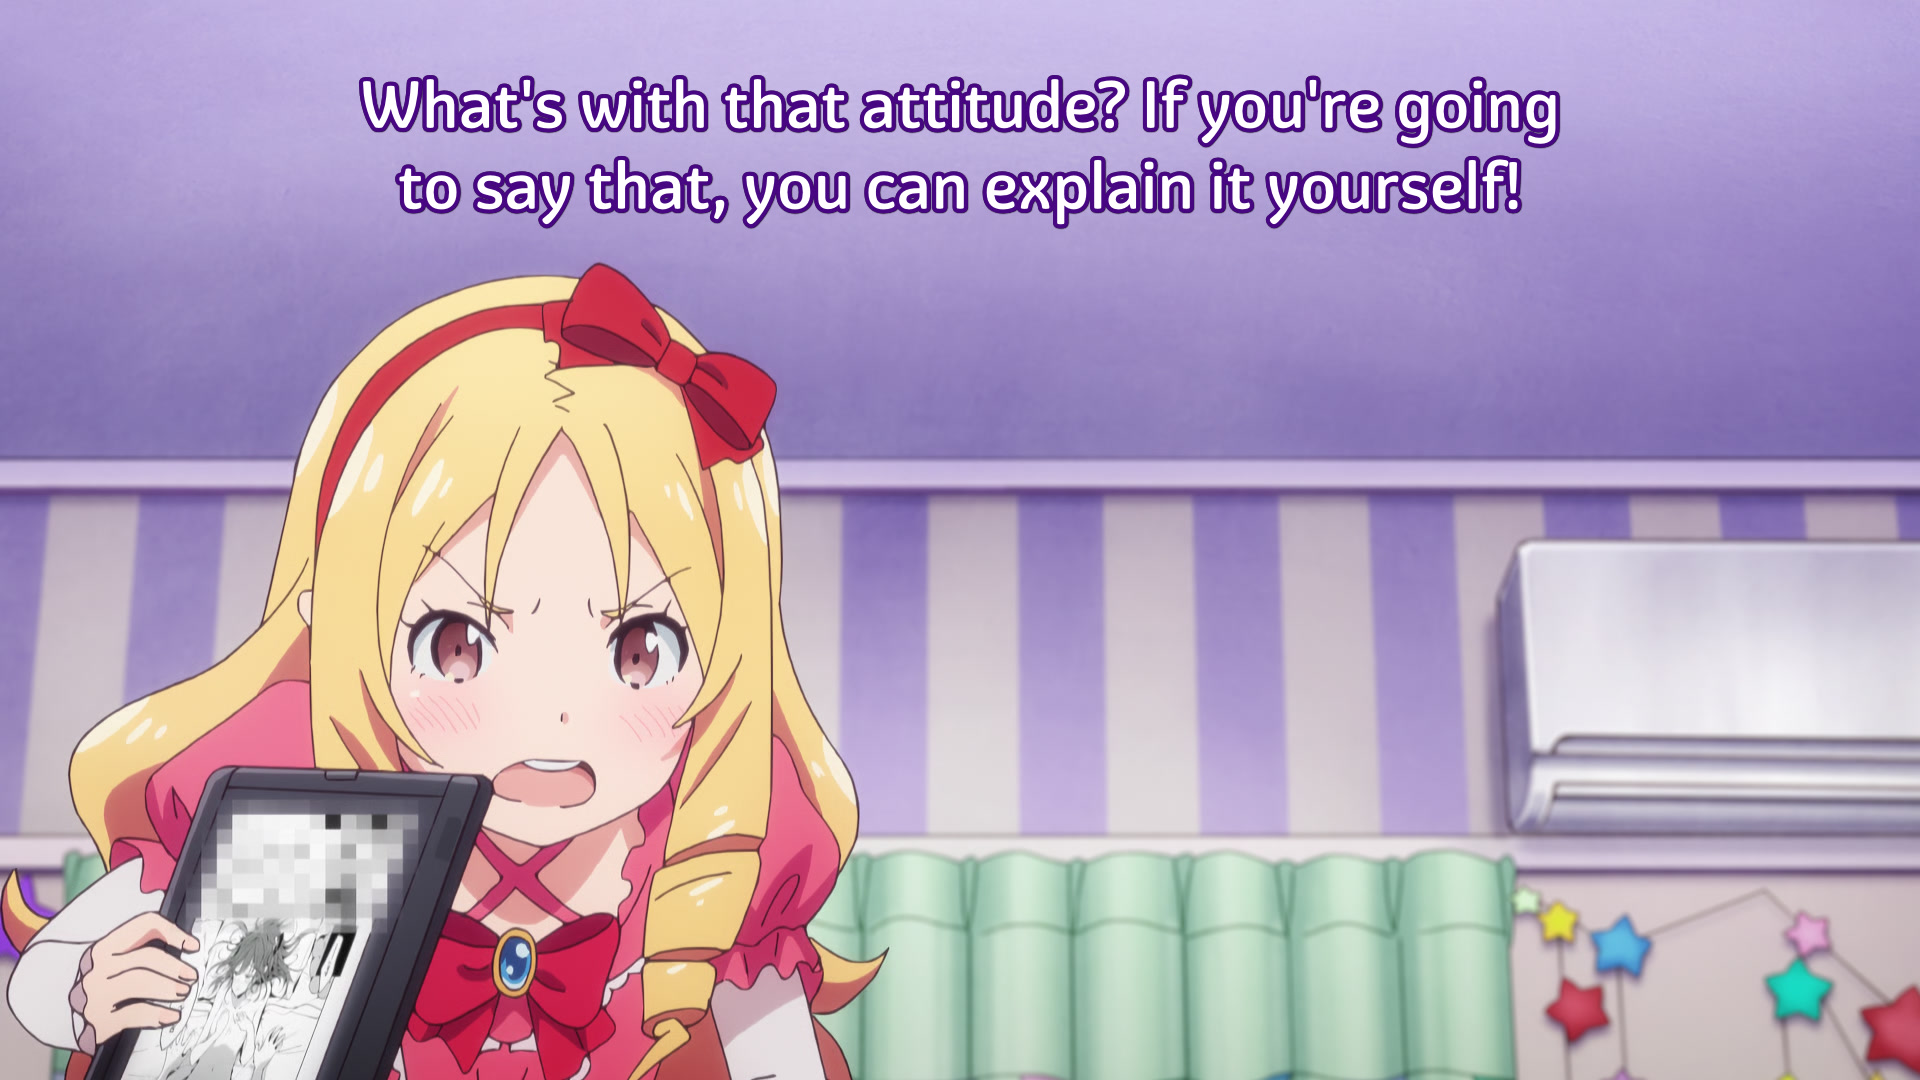 What's with that attitude? If you're going
to say that, you can explain it yourself!